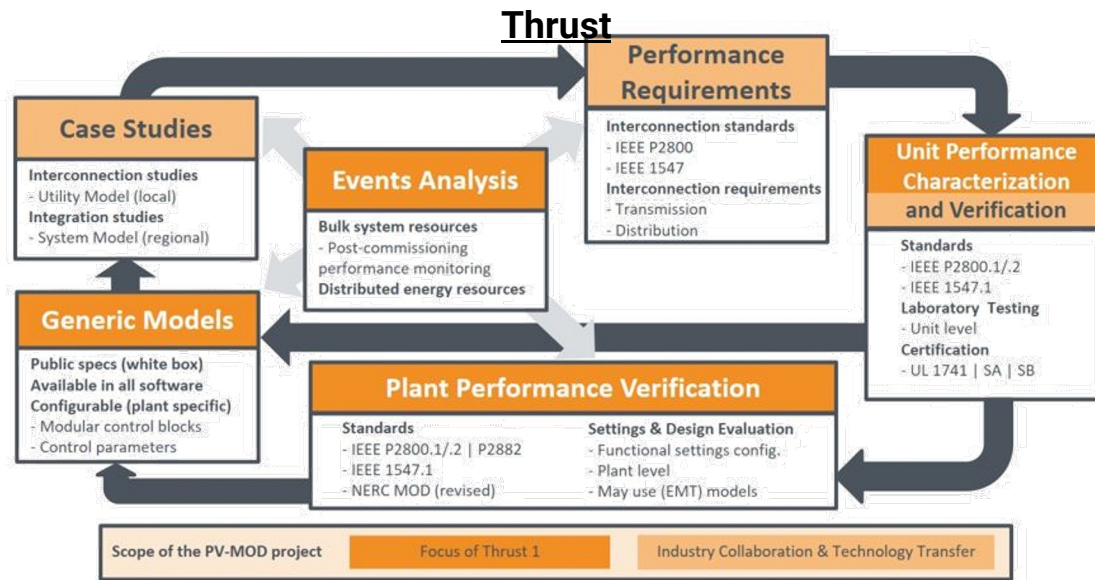 Thrust
Performance
Requirements
Interconnection standards
- IEEE P2800
- IEEE 1547
Interconnection requirements
- Transmission
- Distribution
Case Studies
Interconnection studies
- Utility Model (local)
Integration studies
- System Model (regional)
Events Analysis
Bulk system resources
- Post-commissioning
performance monitoring
Distributed energy resources
Unit Performance
Characterization
and Verification
Standards
- IEEE P2800.1/.2
- IEEE 1547.1
Laboratory Testing
- Unit level
Certification
- UL 1741 | SA | SB
Generic Models
Public specs (white box)
Available in all software
Configurable (plant specific)
- Modular control blocks
- Control parameters
Plant Performance Verification
Standards
- IEEE P2800.1/.2 | P2882
- IEEE 1547.1
- NERC MOD (revised)
Settings & Design Evaluation
- Functional settings config.
- Plant level
- May use (EMT) models
Scope of the PV-MOD project
Focus of Thrust 1
Industry Collaboration & Technology Transfer